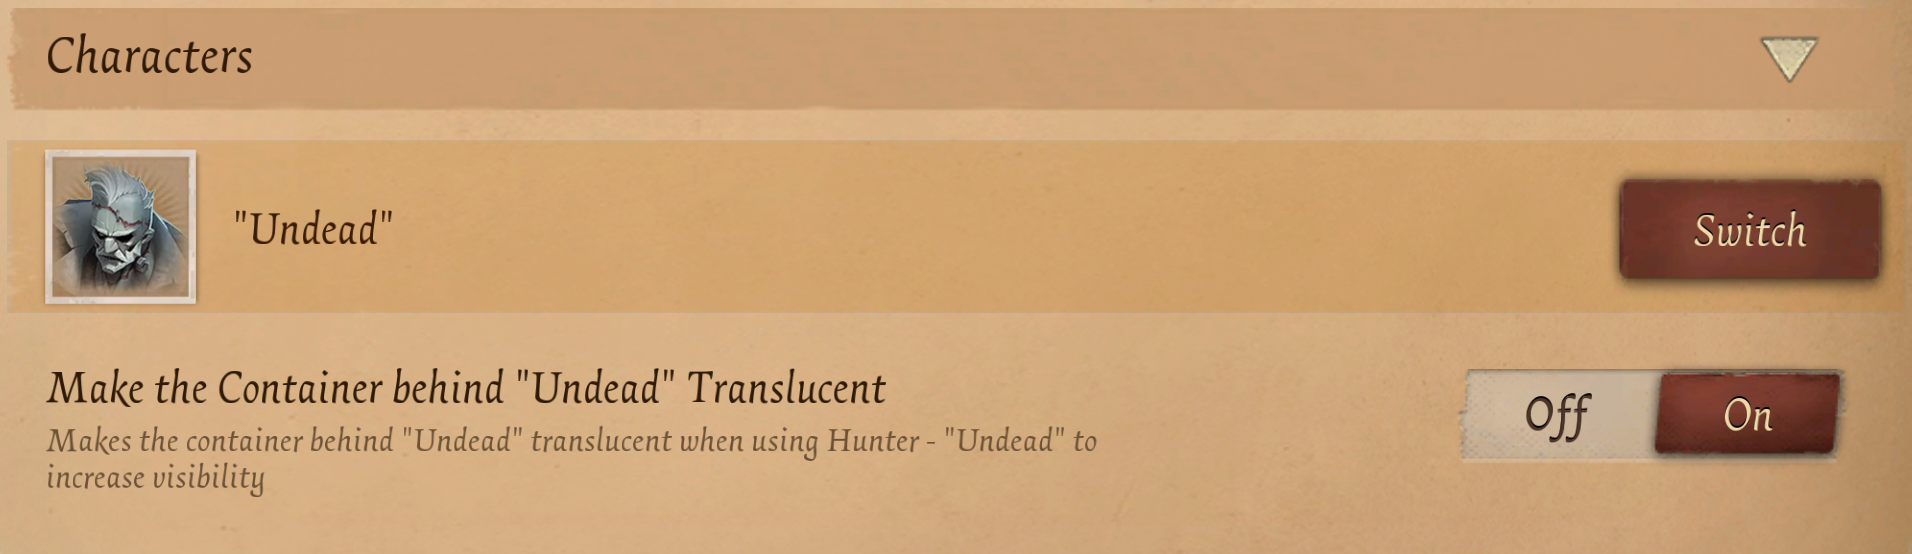 Characters
"Undead"
Switch
Make the Container behind "Undead" Translucent
Off
On
Makes the container behind "Undead" translucent when using Hunter - "Undead" to
increase visibility